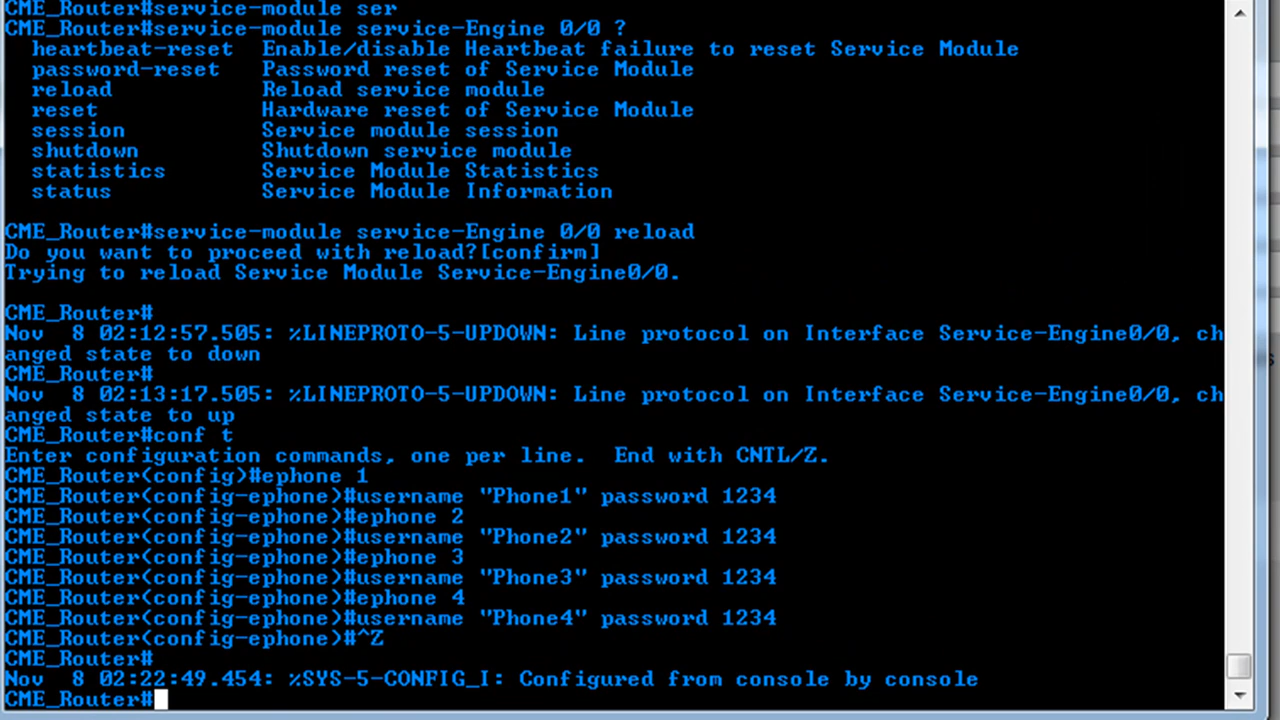 CME_Router#service-module ser
CME_Router#service-module service-Engine 0/0 ?
  heartbeat-reset  Enable/disable Heartbeat failure to reset Service Module
  password-reset   Password reset of Service Module
  reload           Reload service module
  reset            Hardware reset of Service Module
  session          Service module session
  shutdown         Shutdown service module
  statistics       Service Module Statistics
  status           Service Module Information

CME_Router#service-module service-Engine 0/0 reload
Do you want to proceed with reload?[confirm]
Trying to reload Service Module Service-Engine0/0.

CME_Router#
Nov  8 02:12:57.505: %LINEPROTO-5-UPDOWN: Line protocol on Interface Service-Engine0/0, ch
anged state to down
CME_Router#
Nov  8 02:13:17.505: %LINEPROTO-5-UPDOWN: Line protocol on Interface Service-Engine0/0, ch
anged state to up
CME_Router#conf t
Enter configuration commands, one per line.  End with CNTL/Z.
CME_Router(config)#ephone 1
CME_Router(config-ephone)#username "Phone1" password 1234
CME_Router(config-ephone)#ephone 2
CME_Router(config-ephone)#username "Phone2" password 1234
CME_Router(config-ephone)#ephone 3
CME_Router(config-ephone)#username "Phone3" password 1234
CME_Router(config-ephone)#ephone 4
CME_Router(config-ephone)#username "Phone4" password 1234
CME_Router(config-ephone)#^Z
CME_Router#
Nov  8 02:22:49.454: %SYS-5-CONFIG_I: Configured from console by console
CME_Router#